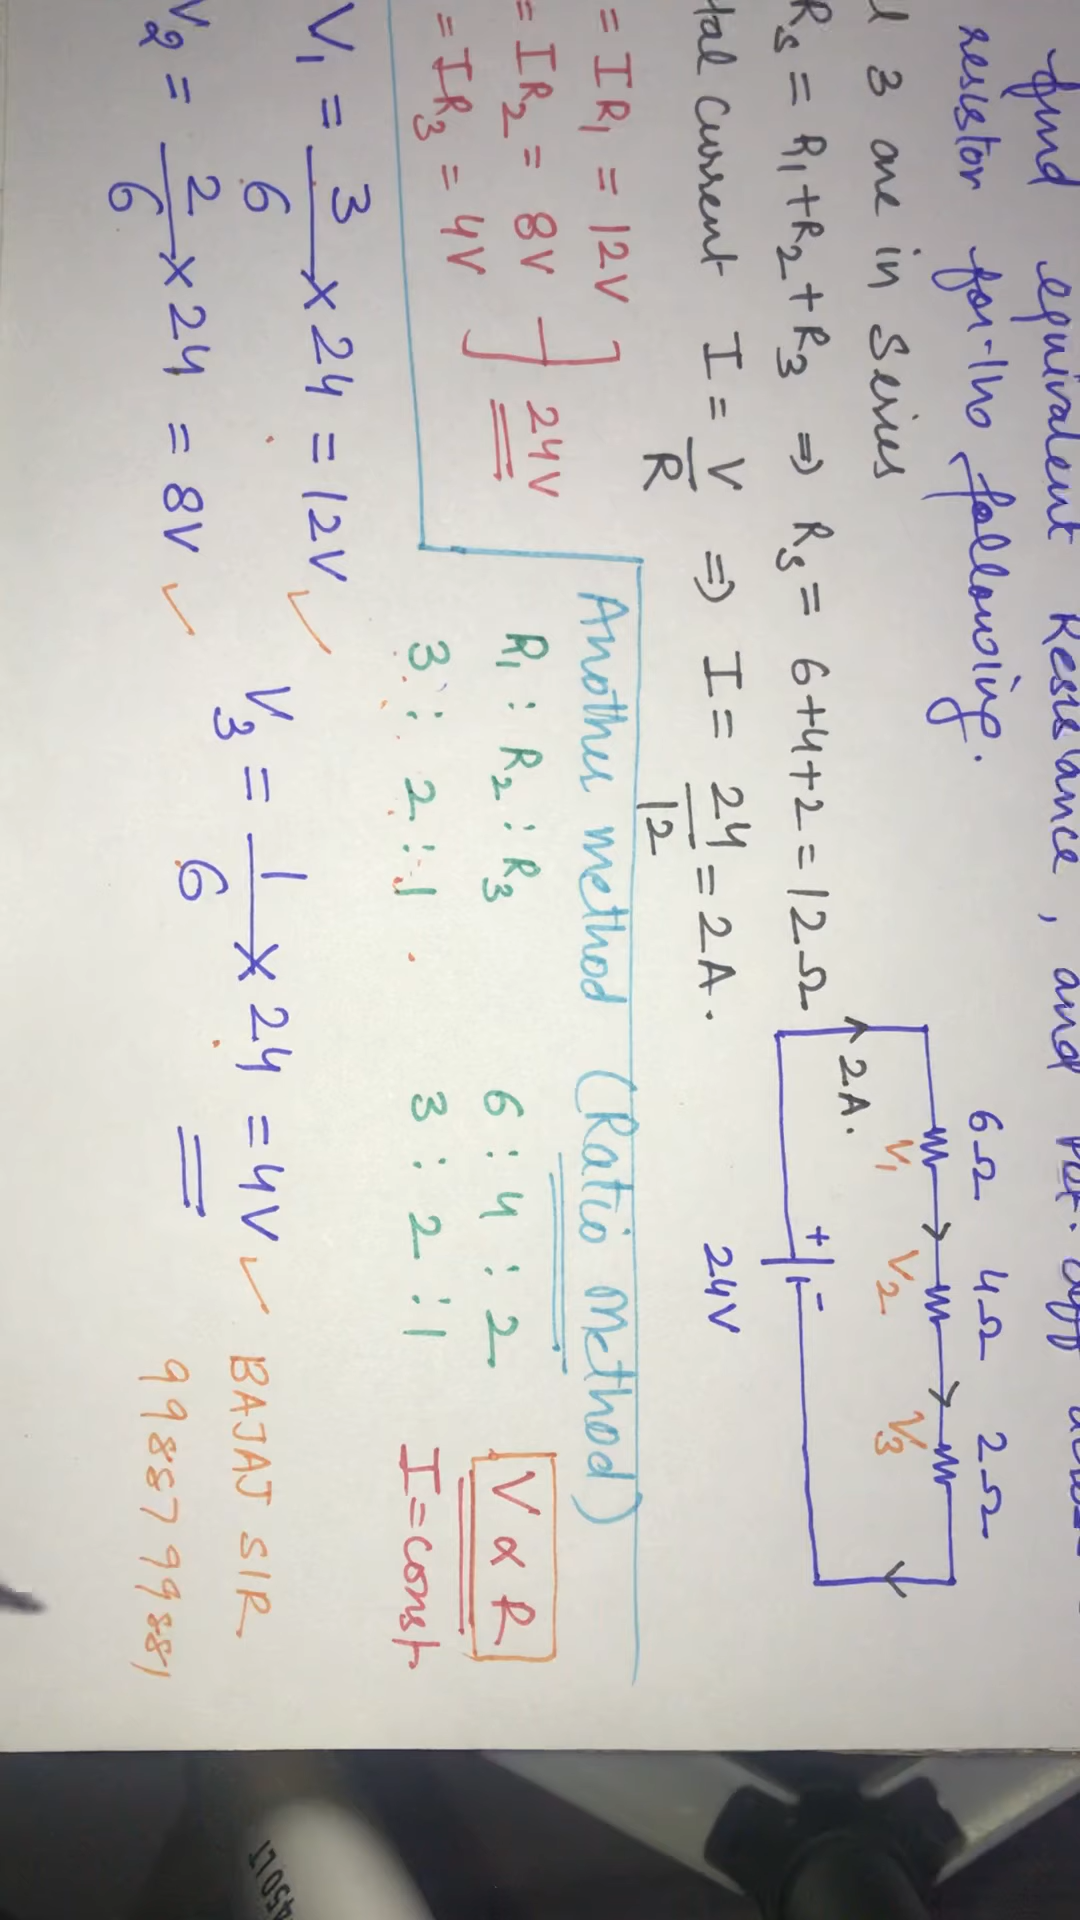 find equivalent Resistance, and Pot. diff
resistor for the following.
3 are in Series
Rs = R1+R2+R3 ⇒ Rs = 6+4+2 = 12Ω
Current I = V/R ⇒ I = 24/12 = 2A.
= IR1 = 12V
= IR2 = 8V ] 24V
= IR3 = 4V
6Ω 4Ω 2Ω
V1 V2 V3
2A.
+ -
24V
Another method (Ratio Method)
R1 : R2 : R3 6 : 4 : 2 V α R
3 : 2 : 1 3 : 2 : 1 I = const.
V1 = 3/6 × 24 = 12V ✓
V3 = 1/6 × 24 = 4V ✓
V2 = 2/6 × 24 = 8V ✓
BAJAJ SIR
9988799881
450LT